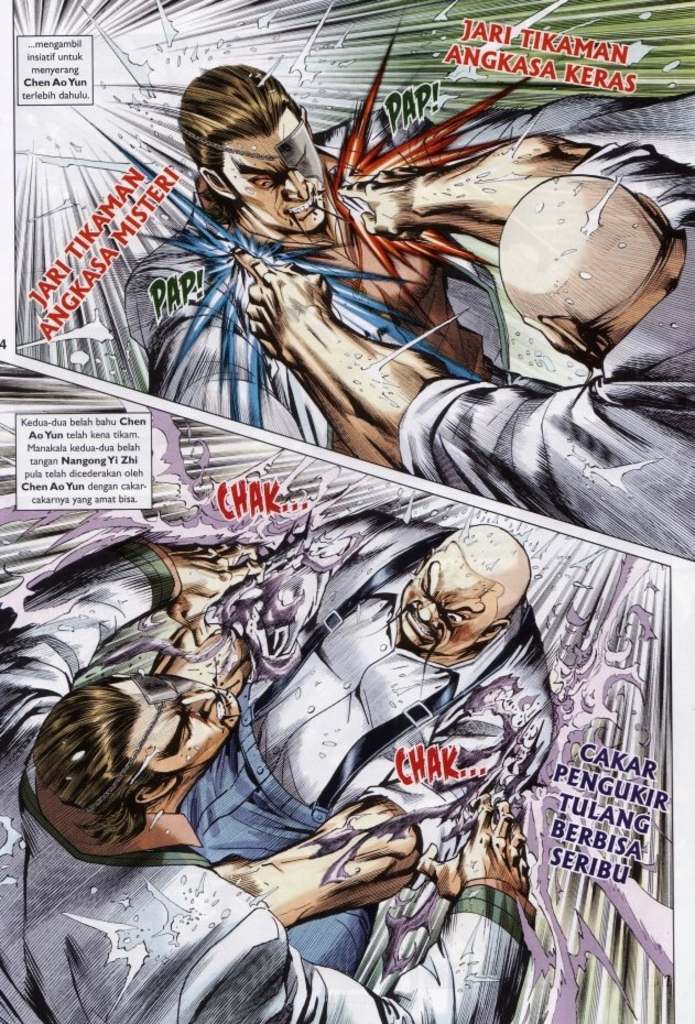 ...mengambil
insiatif untuk
menyerang
Chen Ao Yun
terlebih dahulu.
JARI TIKAMAN
ANGKASA KERAS
PAP!
JARI TIKAMAN
ANGKASA MISTERI
PAP!
4
Kedua-dua belah bahu Chen
Ao Yun telah kena tikam.
Manakala kedua-dua belah
tangan Nangong Yi Zhi
pula telah dicederakan oleh
Chen Ao Yun dengan cakar-
cakarnya yang amat bisa.
CHAK...
CHAK...
CAKAR
PENGUKIR
TULANG
BERBISA
SERIBU